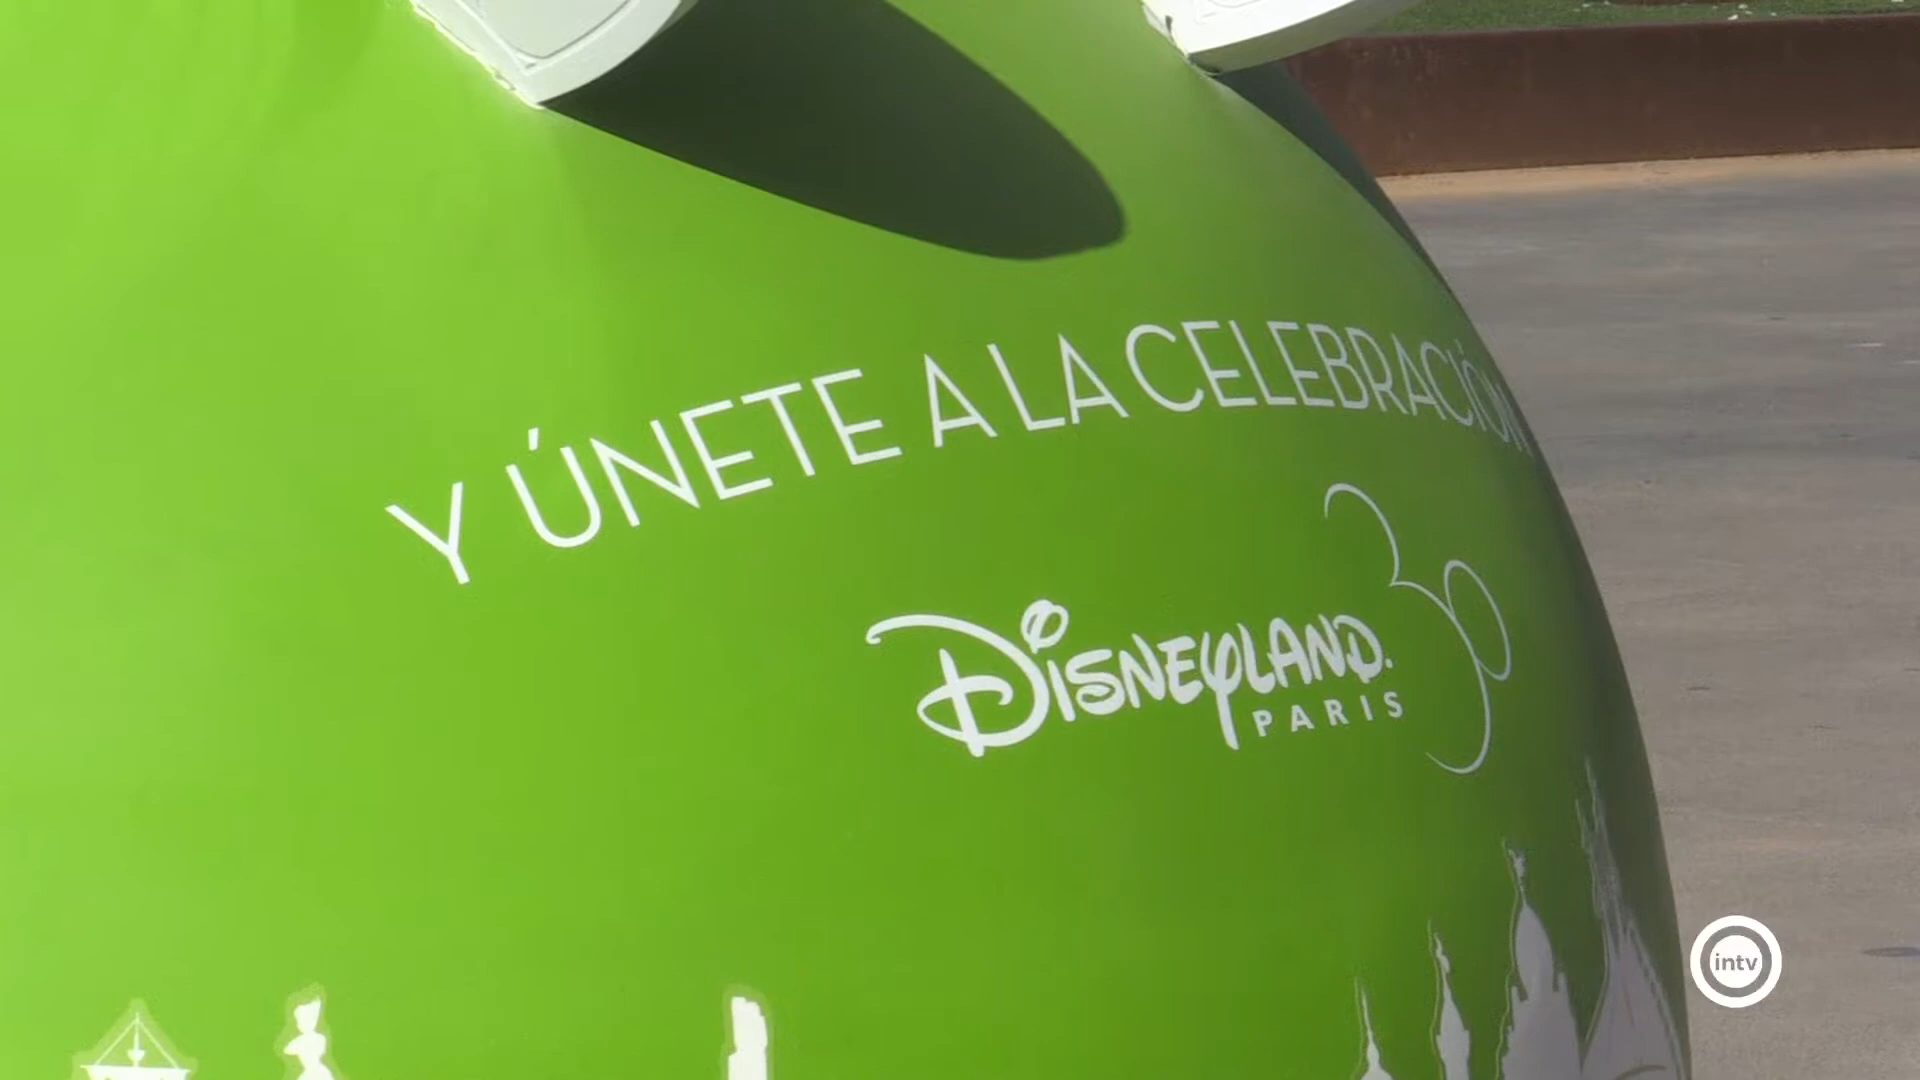 Y ÚNETE A LA CELEBRACIÓN
30
DISNEYLAND.
PARIS
intv